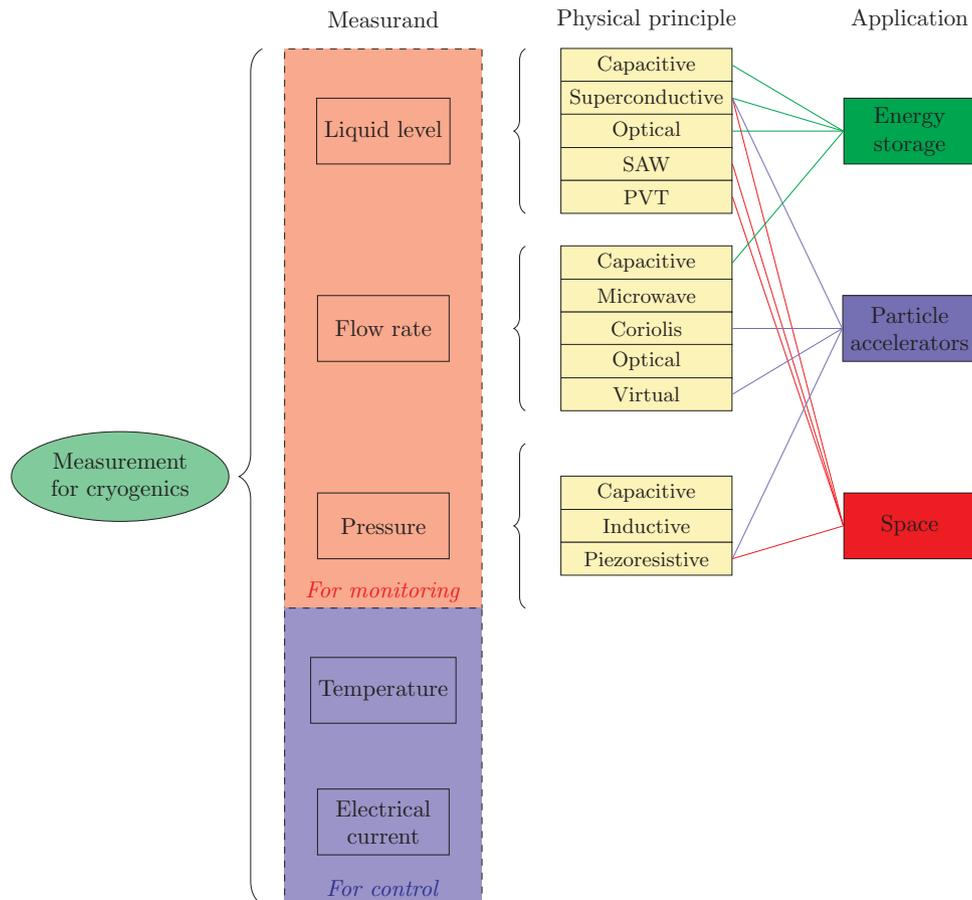 Measurand
Physical principle
Application
Measurement
for cryogenics
Liquid level
Flow rate
Pressure
For monitoring
Temperature
Electrical
current
For control
Capacitive
Superconductive
Optical
SAW
PVT
Capacitive
Microwave
Coriolis
Optical
Virtual
Capacitive
Inductive
Piezoresistive
Energy
storage
Particle
accelerators
Space